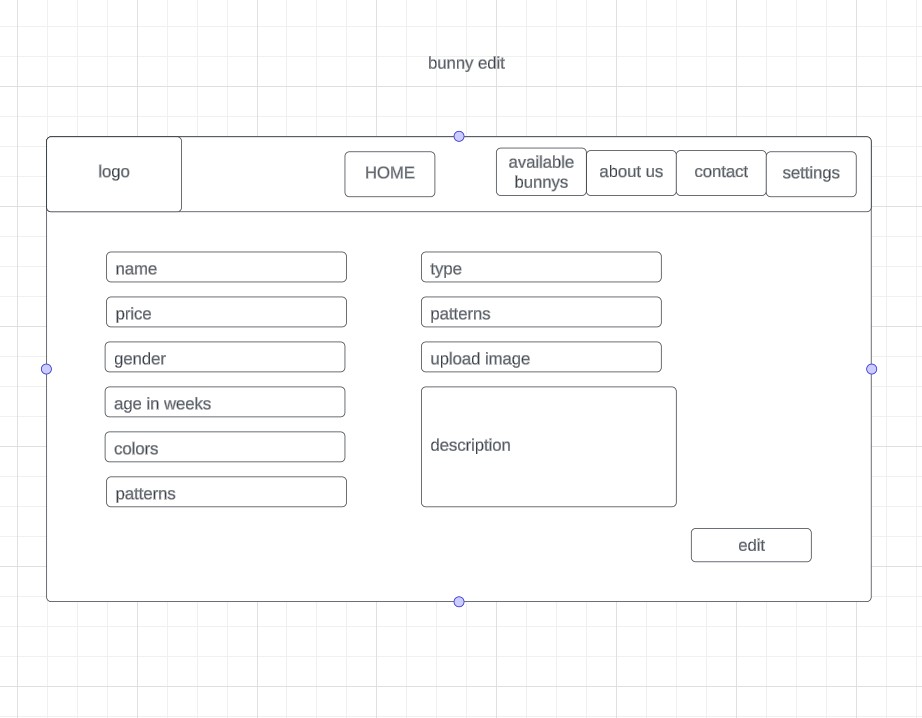 bunny edit
logo
HOME
available
bunnys
about us
contact
settings
name
price
gender
age in weeks
colors
patterns
type
patterns
upload image
description
edit